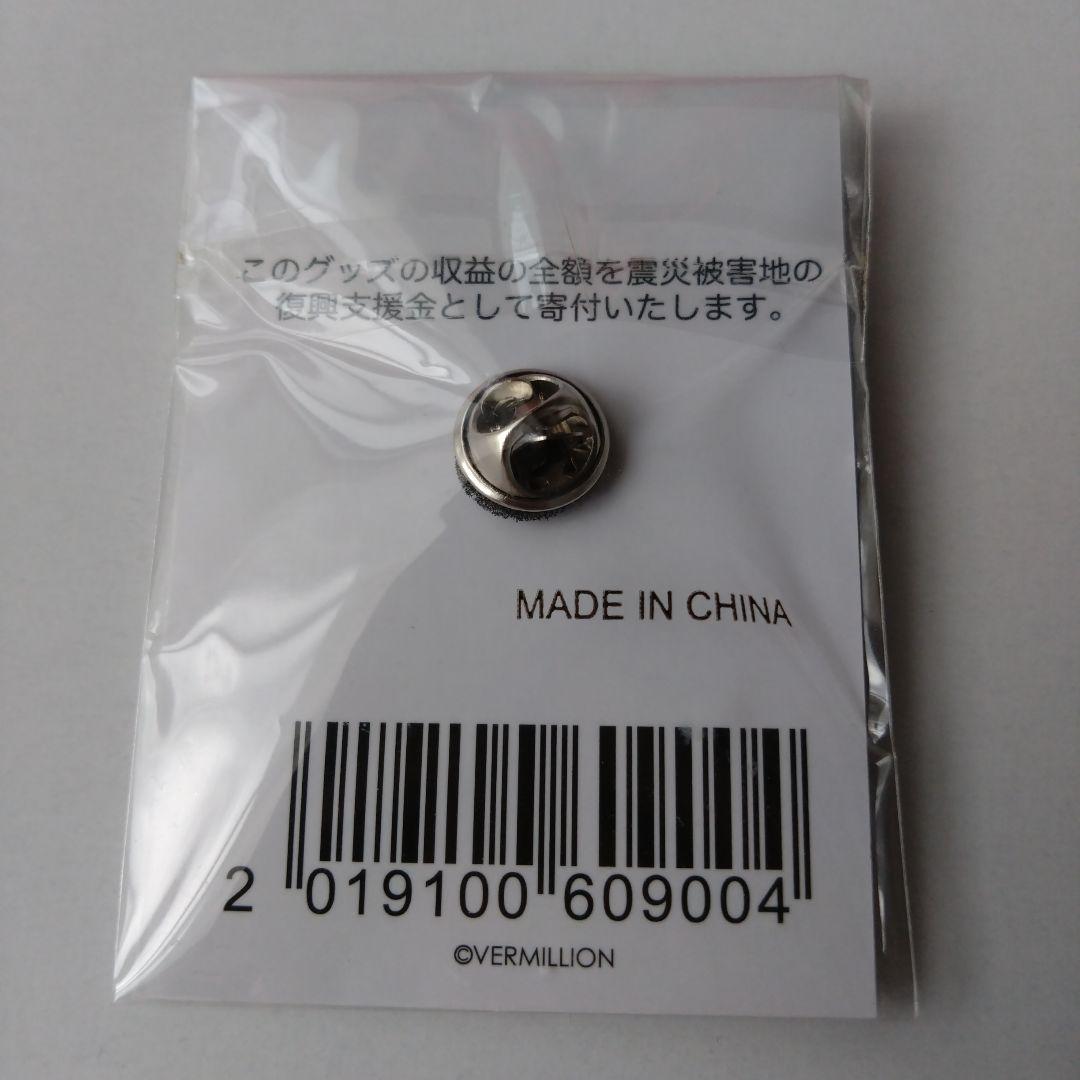 このグッズの収益の全額を震災被害地の
復興支援金として寄付いたします。
MADE IN CHINA
2 019100 609004
©VERMILLION